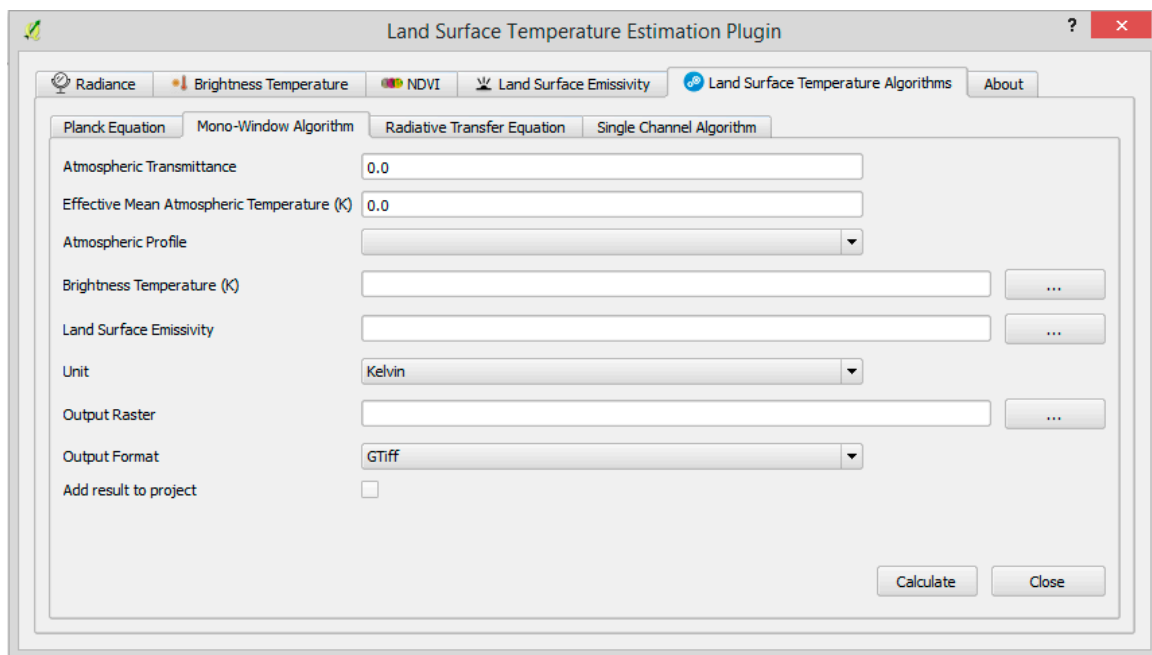 Land Surface Temperature Estimation Plugin ? ×
Radiance Brightness Temperature NDVI Land Surface Emissivity Land Surface Temperature Algorithms About
Planck Equation Mono-Window Algorithm Radiative Transfer Equation Single Channel Algorithm
Atmospheric Transmittance 0.0
Effective Mean Atmospheric Temperature (K) 0.0
Atmospheric Profile
Brightness Temperature (K) ...
Land Surface Emissivity ...
Unit Kelvin
Output Raster ...
Output Format GTiff
Add result to project
Calculate Close